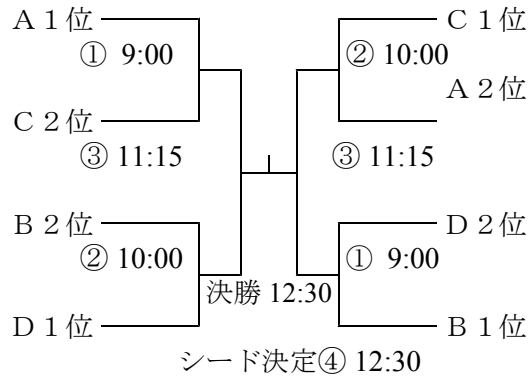 A1位
C1位
① 9:00
② 10:00
A2位
C2位
③ 11:15
③ 11:15
B2位
D2位
② 10:00
① 9:00
決勝 12:30
D1位
B1位
シード決定④ 12:30